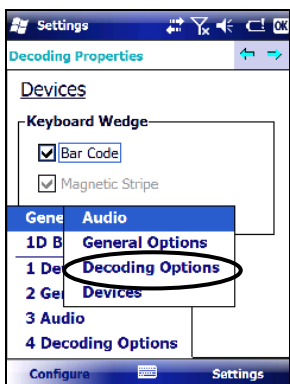 Settings
OK
Decoding Properties
Devices
Keyboard Wedge
Bar Code
Magnetic Stripe
Gene
Audio
1D B
General Options
1 De
Decoding Options
2 Ge
Devices
3 Audio
4 Decoding Options
Configure
Settings